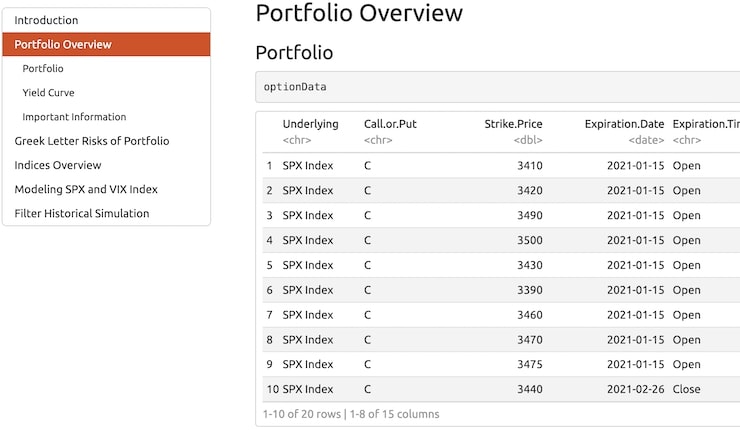 Introduction
Portfolio Overview
Portfolio
Yield Curve
Important Information
Greek Letter Risks of Portfolio
Indices Overview
Modeling SPX and VIX Index
Filter Historical Simulation
Portfolio Overview
Portfolio
optionData
Underlying Call.or.Put Strike.Price Expiration.Date Expiration.Tir
<chr> <chr> <dbl> <date> <chr>
1 SPX Index C 3410 2021-01-15 Open
2 SPX Index C 3420 2021-01-15 Open
3 SPX Index C 3490 2021-01-15 Open
4 SPX Index C 3500 2021-01-15 Open
5 SPX Index C 3430 2021-01-15 Open
6 SPX Index C 3390 2021-01-15 Open
7 SPX Index C 3460 2021-01-15 Open
8 SPX Index C 3470 2021-01-15 Open
9 SPX Index C 3475 2021-01-15 Open
10 SPX Index C 3440 2021-02-26 Close
1-10 of 20 rows | 1-8 of 15 columns